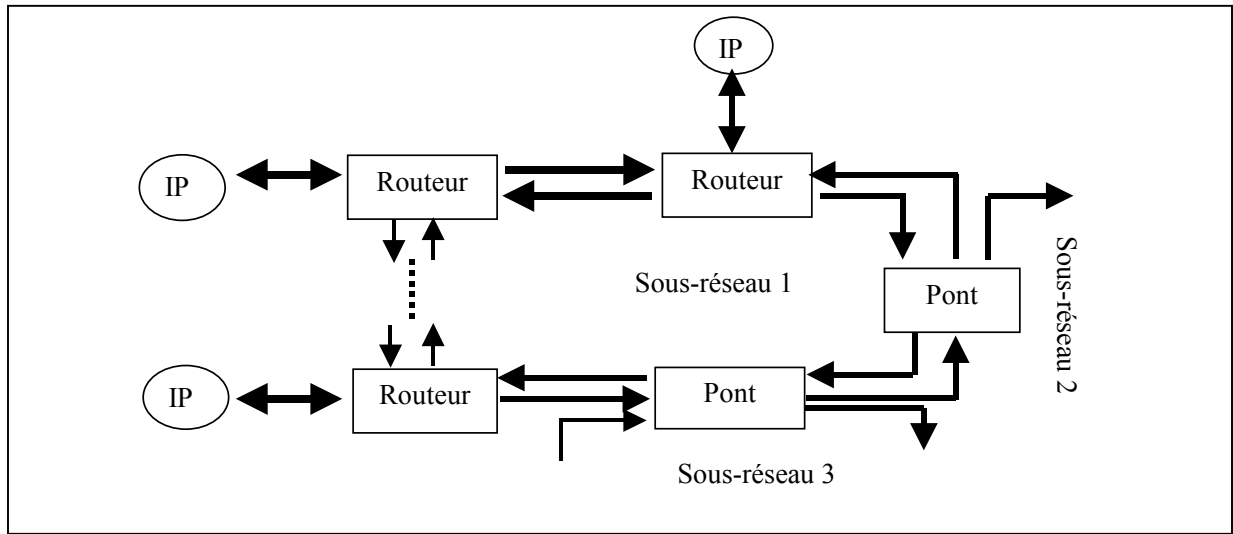 IP
IP
Routeur
Routeur
Sous-réseau 1
Pont
Sous-réseau 2
IP
Routeur
Pont
Sous-réseau 3